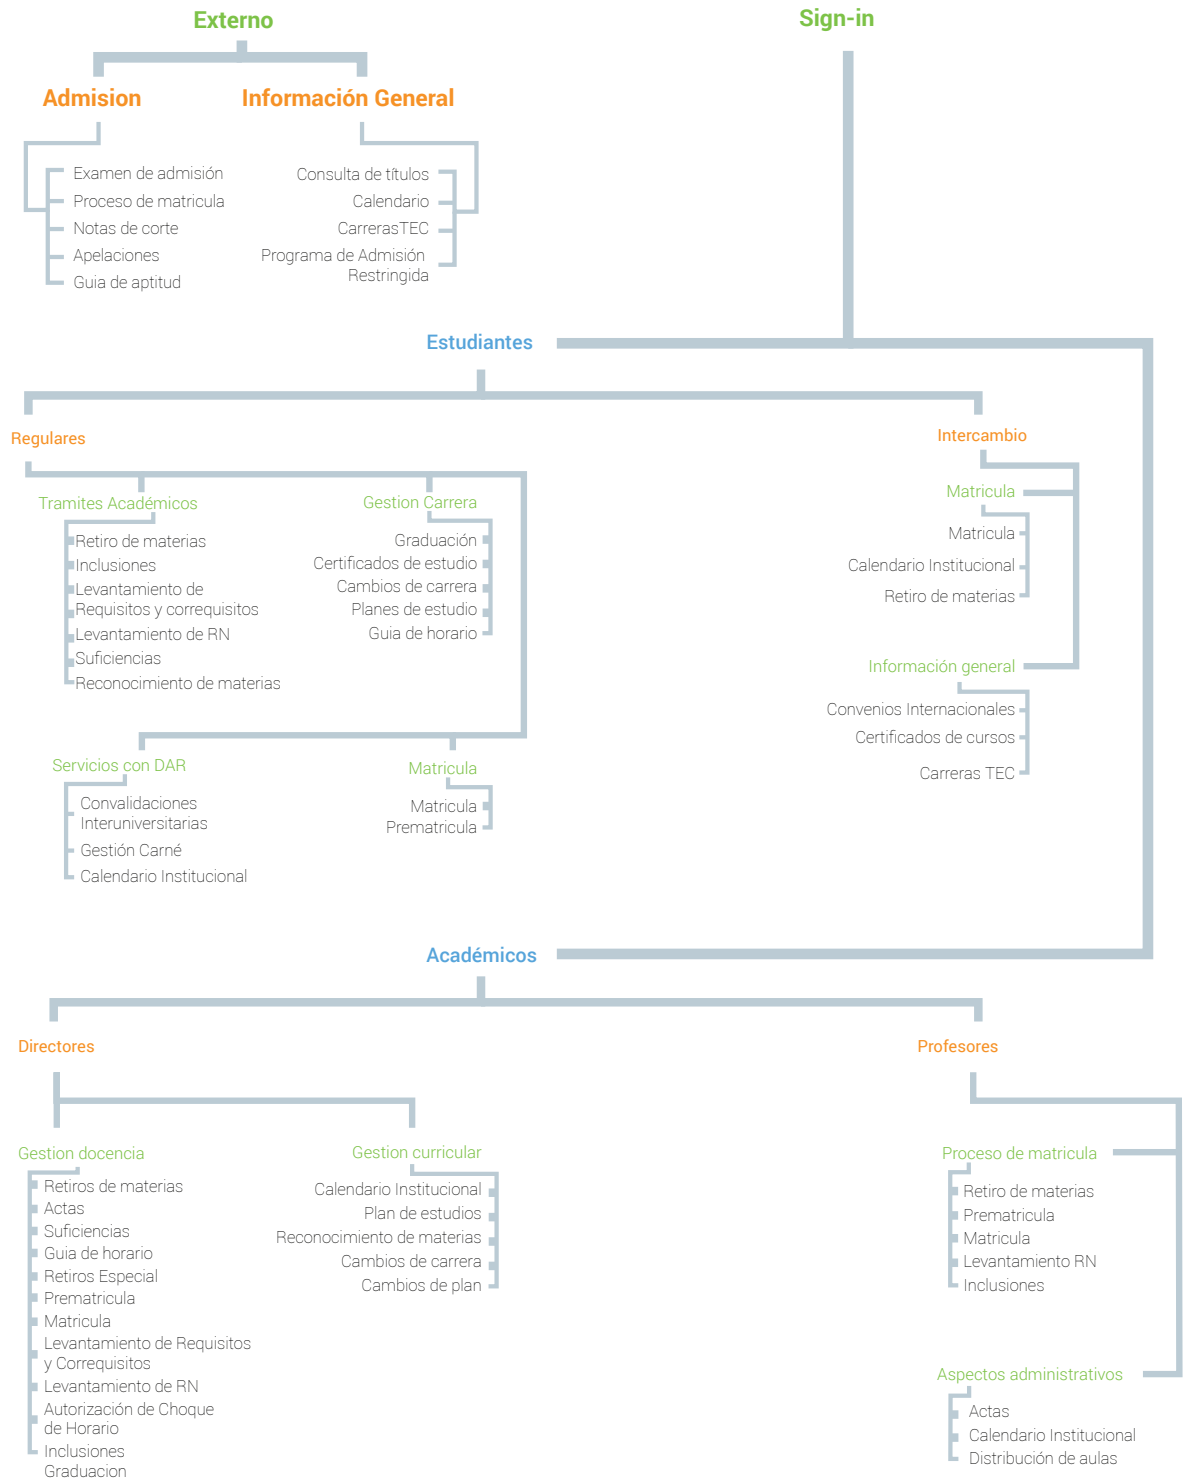 Externo
Sign-in
Admision
Información General
Examen de admisión
Proceso de matricula
Notas de corte
Apelaciones
Guia de aptitud
Consulta de títulos
Calendario
CarrerasTEC
Programa de Admisión
Restringida
Estudiantes
Regulares
Intercambio
Tramites Académicos
Retiro de materias
Inclusiones
Levantamiento de
Requisitos y correquisitos
Levantamiento de RN
Suficiencias
Reconocimiento de materias
Gestion Carrera
Graduación
Certificados de estudio
Cambios de carrera
Planes de estudio
Guia de horario
Matricula
Matricula
Calendario Institucional
Retiro de materias
Información general
Convenios Internacionales
Certificados de cursos
Carreras TEC
Servicios con DAR
Convalidaciones
Interuniversitarias
Gestión Carné
Calendario Institucional
Matricula
Matricula
Prematricula
Académicos
Directores
Profesores
Gestion docencia
Retiros de materias
Actas
Suficiencias
Guia de horario
Retiros Especial
Prematricula
Matricula
Levantamiento de Requisitos
y Correquisitos
Levantamiento de RN
Autorización de Choque
de Horario
Inclusiones
Graduacion
Gestion curricular
Calendario Institucional
Plan de estudios
Reconocimiento de materias
Cambios de carrera
Cambios de plan
Proceso de matricula
Retiro de materias
Prematricula
Matricula
Levantamiento RN
Inclusiones
Aspectos administrativos
Actas
Calendario Institucional
Distribución de aulas